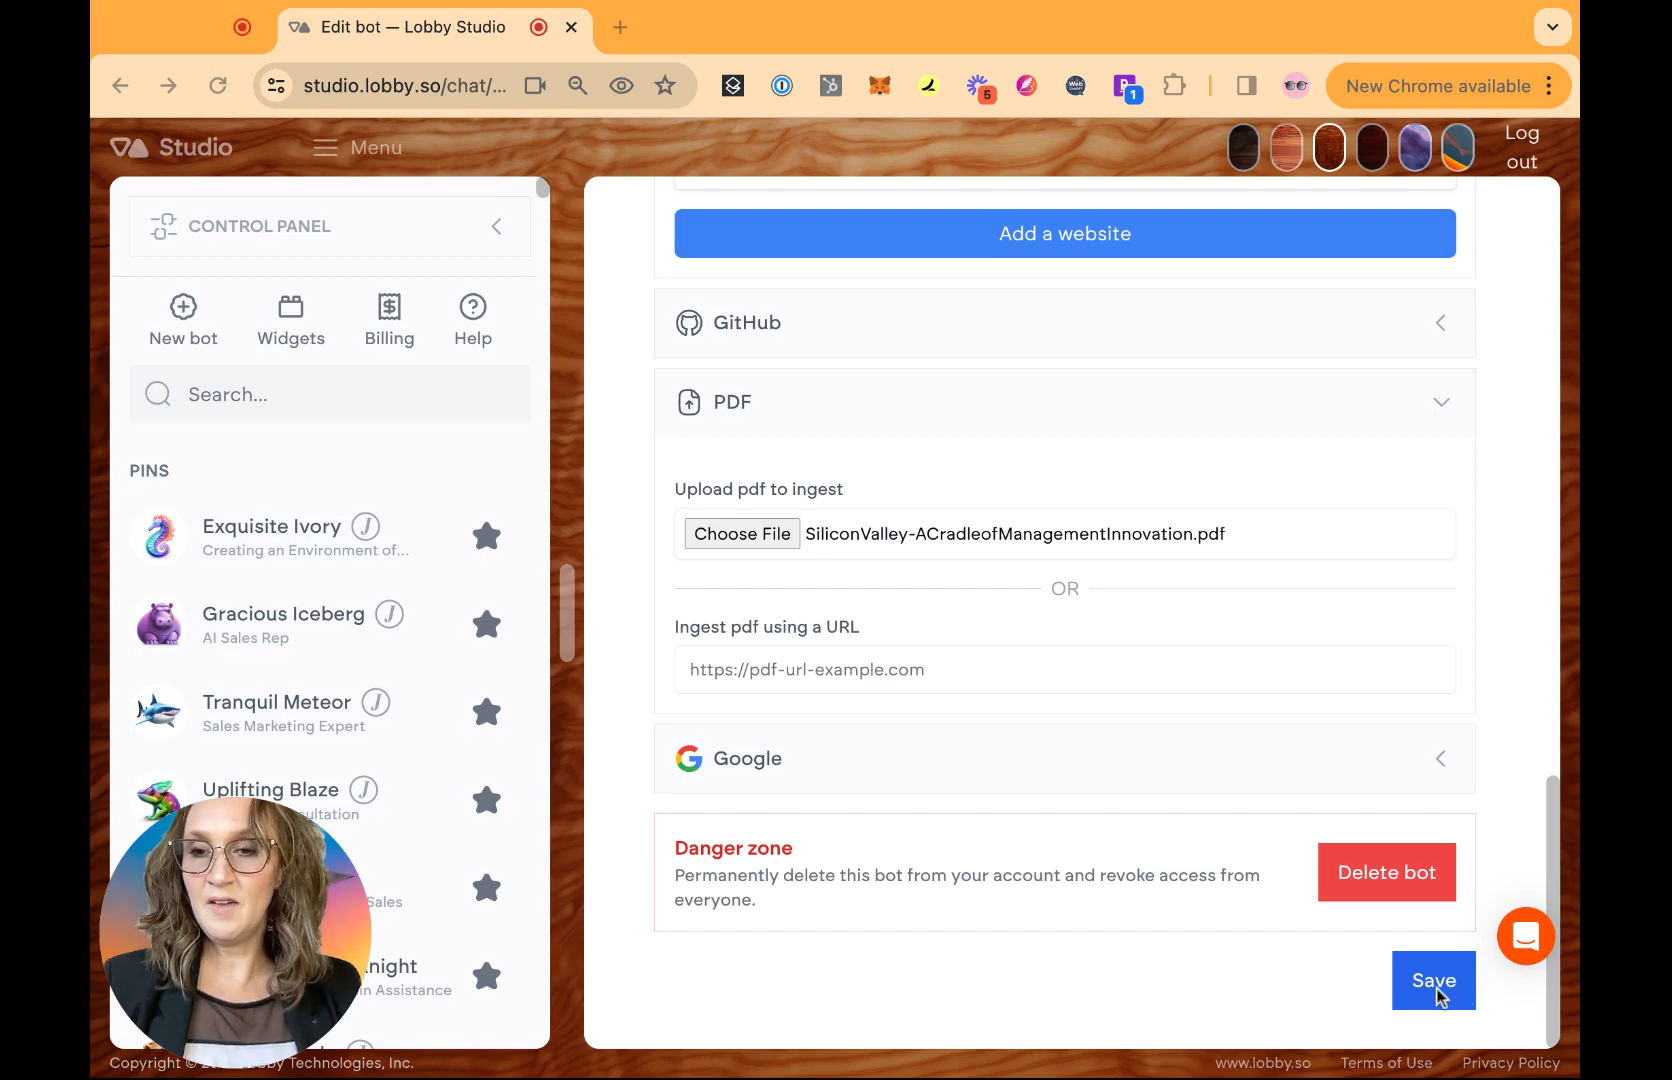 Edit bot — Lobby Studio
studio.lobby.so/chat/...
5
1
New Chrome available
Studio
Menu
Log
out
CONTROL PANEL
New bot
Widgets
Billing
Help
Search...
PINS
Exquisite Ivory J
Creating an Environment of...
Gracious Iceberg J
AI Sales Rep
Tranquil Meteor J
Sales Marketing Expert
Uplifting Blaze J
Sales
in Assistance
Add a website
GitHub
PDF
Upload pdf to ingest
Choose File SiliconValley-ACradleofManagementInnovation.pdf
OR
Ingest pdf using a URL
https://pdf-url-example.com
Google
Danger zone
Permanently delete this bot from your account and revoke access from
everyone.
Delete bot
Save
Copyright © Technologies, Inc.
www.lobby.so
Terms of Use
Privacy Policy